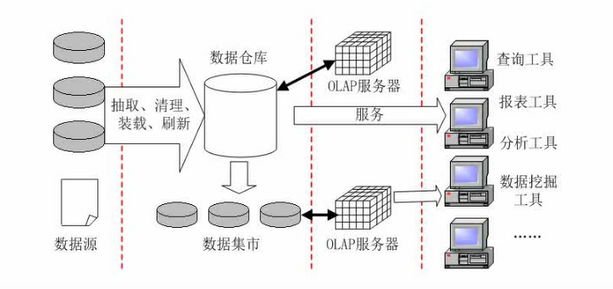 数据仓库
查询工具
OLAP服务器
抽取、清理、
装载、刷新
服务
报表工具
分析工具
数据挖掘
工具
数据源
数据集市
OLAP服务器
……